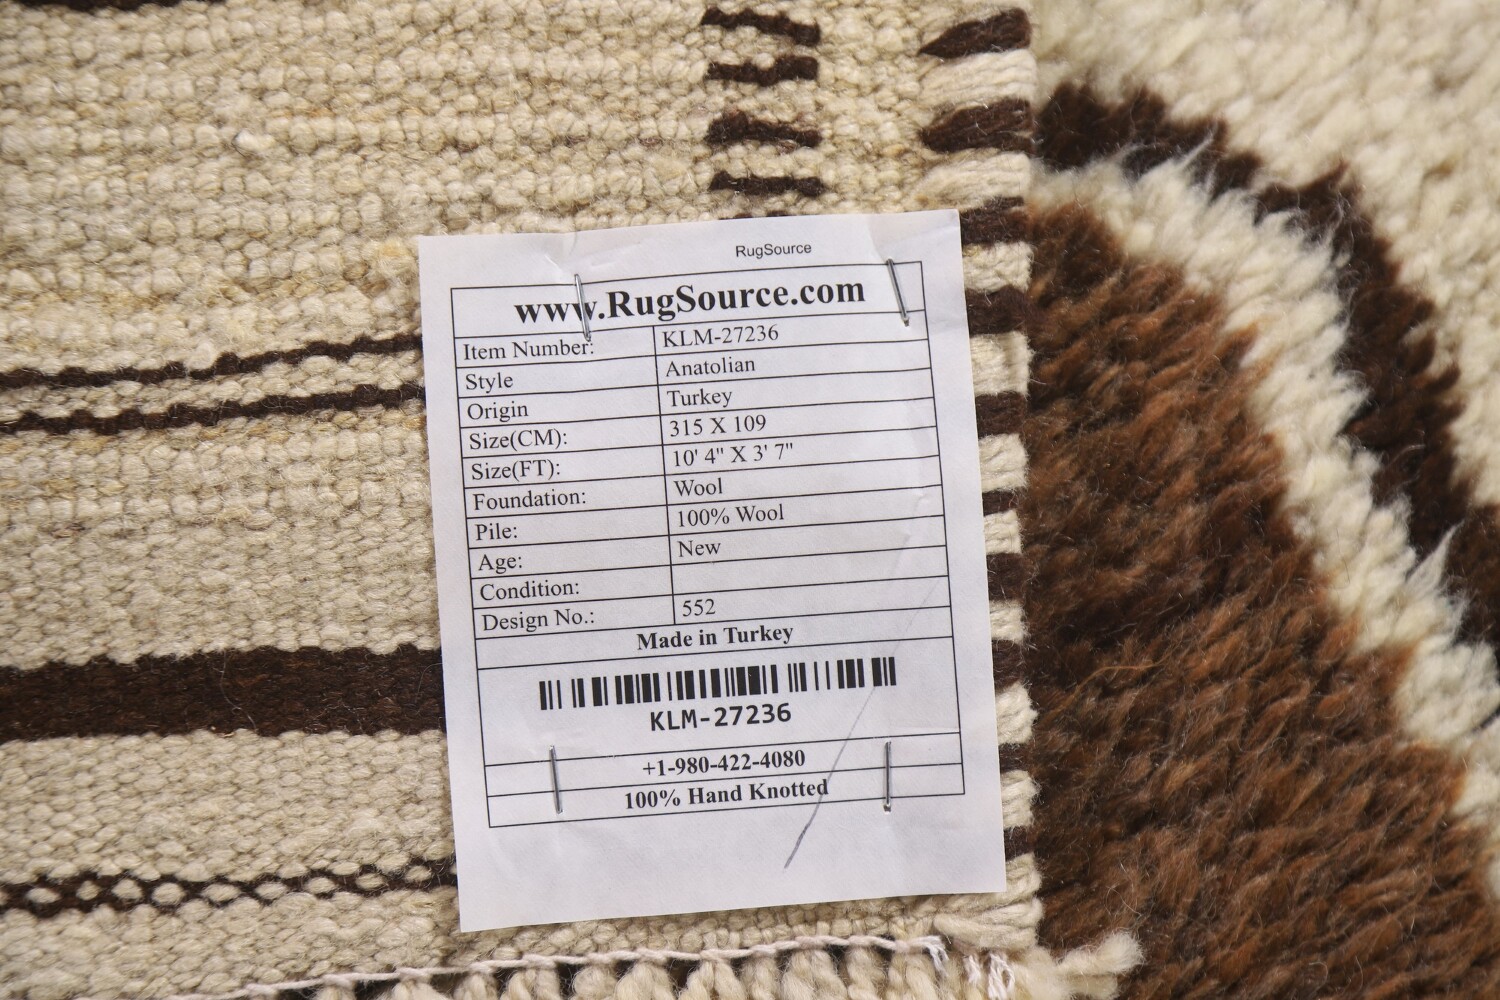 RugSource
www.RugSource.com
Item Number: KLM-27236
Style Anatolian
Origin Turkey
Size(CM): 315 X 109
Size(FT): 10' 4" X 3' 7"
Foundation: Wool
Pile: 100% Wool
Age: New
Condition:
Design No.: 552
Made in Turkey
KLM-27236
+1-980-422-4080
100% Hand Knotted